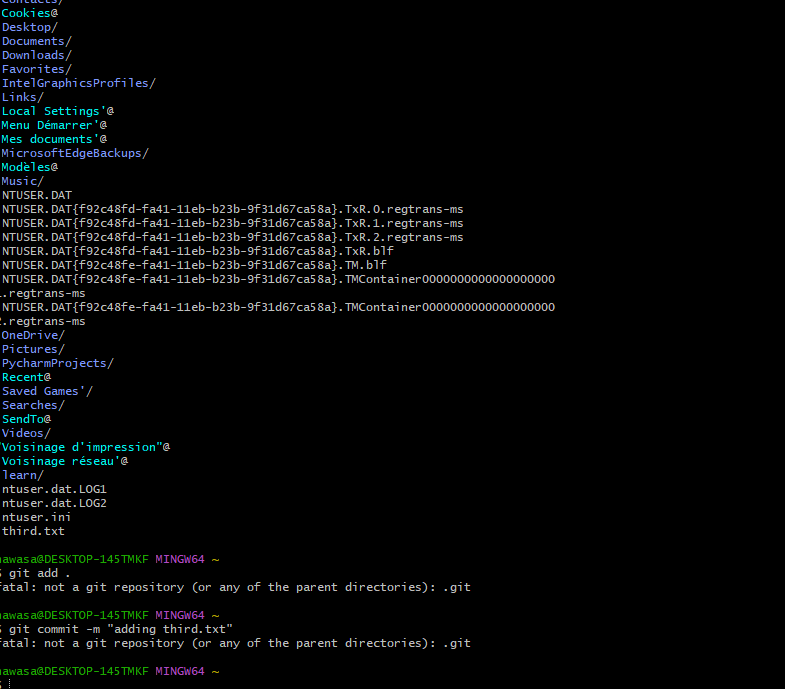 Contacts/
Cookies@
Desktop/
Documents/
Downloads/
Favorites/
IntelGraphicsProfiles/
Links/
Local Settings'@
Menu Démarrer'@
Mes documents'@
MicrosoftEdgeBackups/
Modèles@
Music/
NTUSER.DAT
NTUSER.DAT{f92c48fd-fa41-11eb-b23b-9f31d67ca58a}.TxR.0.regtrans-ms
NTUSER.DAT{f92c48fd-fa41-11eb-b23b-9f31d67ca58a}.TxR.1.regtrans-ms
NTUSER.DAT{f92c48fd-fa41-11eb-b23b-9f31d67ca58a}.TxR.2.regtrans-ms
NTUSER.DAT{f92c48fd-fa41-11eb-b23b-9f31d67ca58a}.TxR.blf
NTUSER.DAT{f92c48fe-fa41-11eb-b23b-9f31d67ca58a}.TM.blf
NTUSER.DAT{f92c48fe-fa41-11eb-b23b-9f31d67ca58a}.TMContainer0000000000000000000
1.regtrans-ms
NTUSER.DAT{f92c48fe-fa41-11eb-b23b-9f31d67ca58a}.TMContainer0000000000000000000
2.regtrans-ms
OneDrive/
Pictures/
PycharmProjects/
Recent@
Saved Games'/
Searches/
SendTo@
Videos/
"Voisinage d'impression"@
Voisinage réseau'@
learn/
ntuser.dat.LOG1
ntuser.dat.LOG2
ntuser.ini
third.txt
awasa@DESKTOP-145TMKF MINGW64 ~
$ git add .
fatal: not a git repository (or any of the parent directories): .git
awasa@DESKTOP-145TMKF MINGW64 ~
$ git commit -m "adding third.txt"
fatal: not a git repository (or any of the parent directories): .git
awasa@DESKTOP-145TMKF MINGW64 ~
$